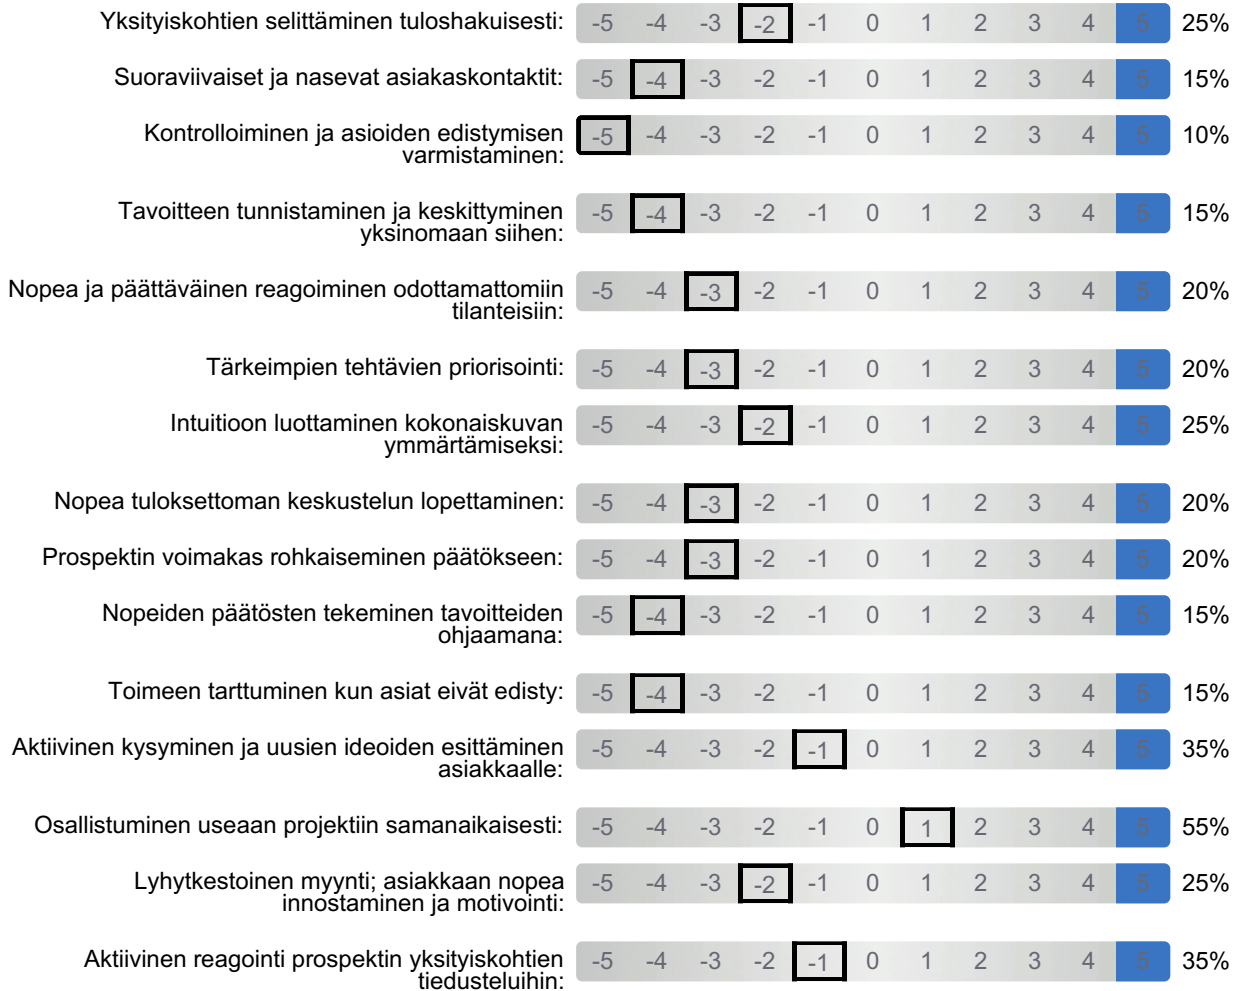 Yksityiskohtien selittäminen tuloshakuisesti: -5 -4 -3 -2 -1 0 1 2 3 4 5 25%
Suoraviivaiset ja nasevat asiakaskontaktit: -5 -4 -3 -2 -1 0 1 2 3 4 5 15%
Kontrolloiminen ja asioiden edistymisen
varmistaminen: -5 -4 -3 -2 -1 0 1 2 3 4 5 10%
Tavoitteen tunnistaminen ja keskittyminen
yksinomaan siihen: -5 -4 -3 -2 -1 0 1 2 3 4 5 15%
Nopea ja päättäväinen reagoiminen odottamattomiin
tilanteisiin: -5 -4 -3 -2 -1 0 1 2 3 4 5 20%
Tärkeimpien tehtävien priorisointi: -5 -4 -3 -2 -1 0 1 2 3 4 5 20%
Intuitioon luottaminen kokonaiskuvan
ymmärtämiseksi: -5 -4 -3 -2 -1 0 1 2 3 4 5 25%
Nopea tuloksettoman keskustelun lopettaminen: -5 -4 -3 -2 -1 0 1 2 3 4 5 20%
Prospektin voimakas rohkaiseminen päätökseen: -5 -4 -3 -2 -1 0 1 2 3 4 5 20%
Nopeiden päätösten tekeminen tavoitteiden
ohjaamana: -5 -4 -3 -2 -1 0 1 2 3 4 5 15%
Toimeen tarttuminen kun asiat eivät edisty: -5 -4 -3 -2 -1 0 1 2 3 4 5 15%
Aktiivinen kysyminen ja uusien ideoiden esittäminen
asiakkaalle: -5 -4 -3 -2 -1 0 1 2 3 4 5 35%
Osallistuminen useaan projektiin samanaikaisesti: -5 -4 -3 -2 -1 0 1 2 3 4 5 55%
Lyhytkestoinen myynti; asiakkaan nopea
innostaminen ja motivointi: -5 -4 -3 -2 -1 0 1 2 3 4 5 25%
Aktiivinen reagointi prospektin yksityiskohtien
tiedusteluihin: -5 -4 -3 -2 -1 0 1 2 3 4 5 35%